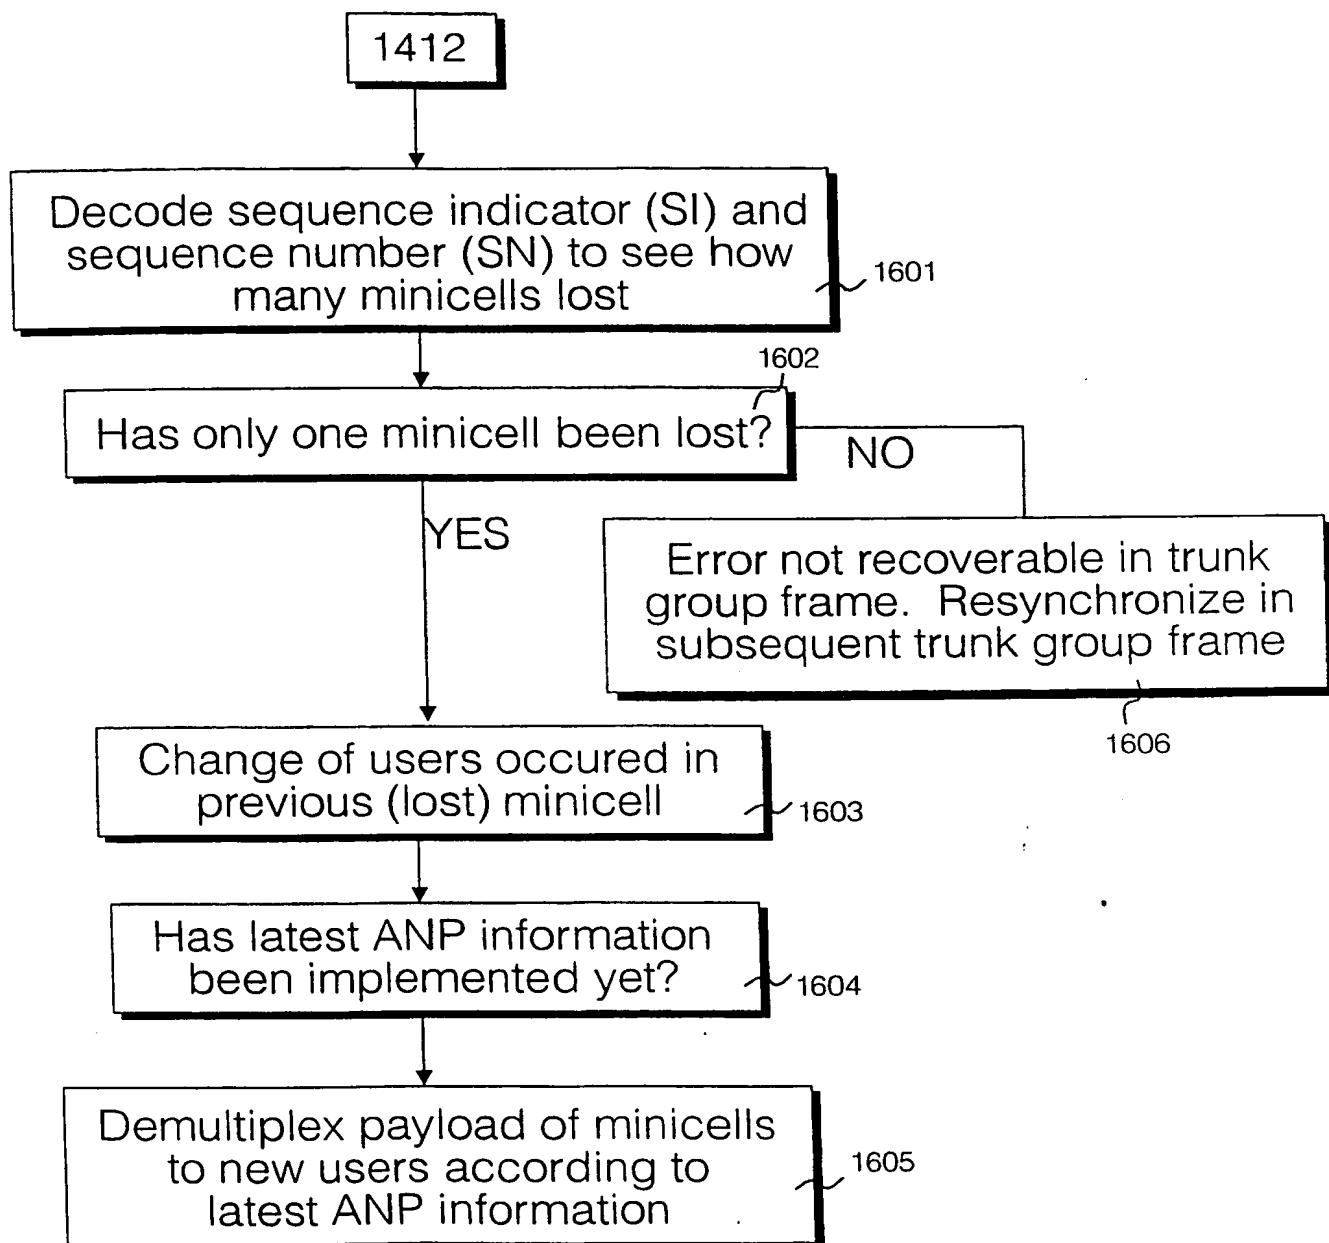 1412
Decode sequence indicator (SI) and
sequence number (SN) to see how
many minicells lost
1601
1602
Has only one minicell been lost?
NO
YES
Error not recoverable in trunk
group frame. Resynchronize in
subsequent trunk group frame
1606
Change of users occured in
previous (lost) minicell
1603
Has latest ANP information
been implemented yet?
1604
Demultiplex payload of minicells
to new users according to
latest ANP information
1605